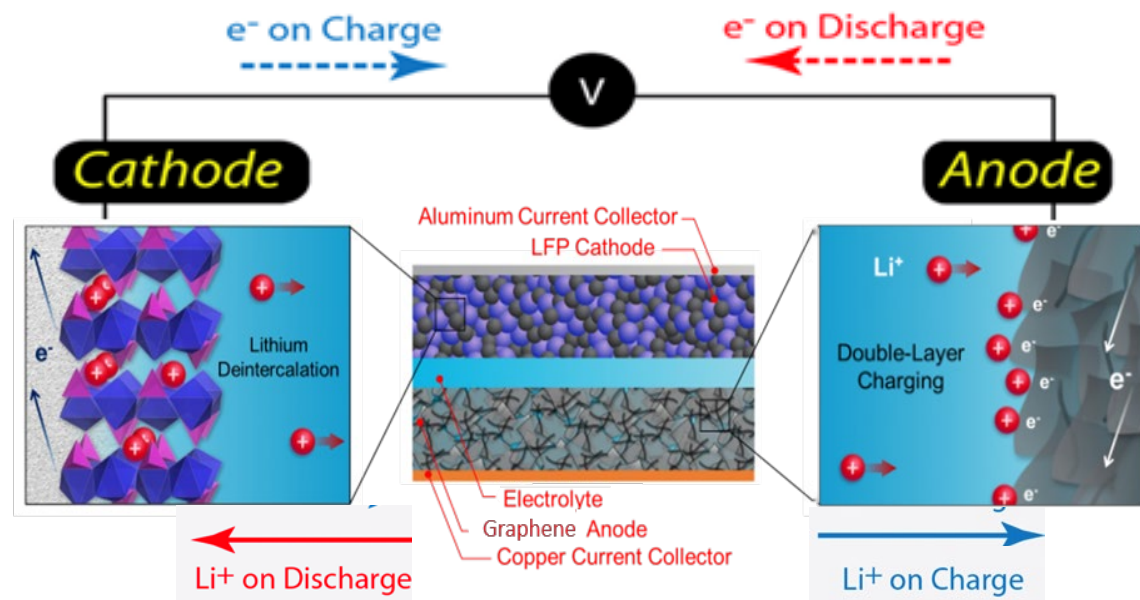 e⁻ on Charge
e⁻ on Discharge
V
Cathode
Anode
Aluminum Current Collector
LFP Cathode
e⁻
Lithium
Deintercalation
+
+
+
+
+
+
Li⁺
+
Double-Layer
Charging
+
e⁻
e⁻
e⁻
e⁻
e⁻
e⁻
e⁻
+
+
+
+
+
+
Electrolyte
Graphene Anode
Copper Current Collector
Li⁺ on Discharge
Li⁺ on Charge